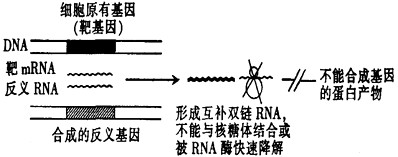 细胞原有基因
(靶基因)
DNA
靶 mRNA
反义 RNA
不能合成基因
的蛋白产物
合成的反义基因
形成互补双链 RNA,
不能与核糖体结合或
被 RNA 酶快速降解